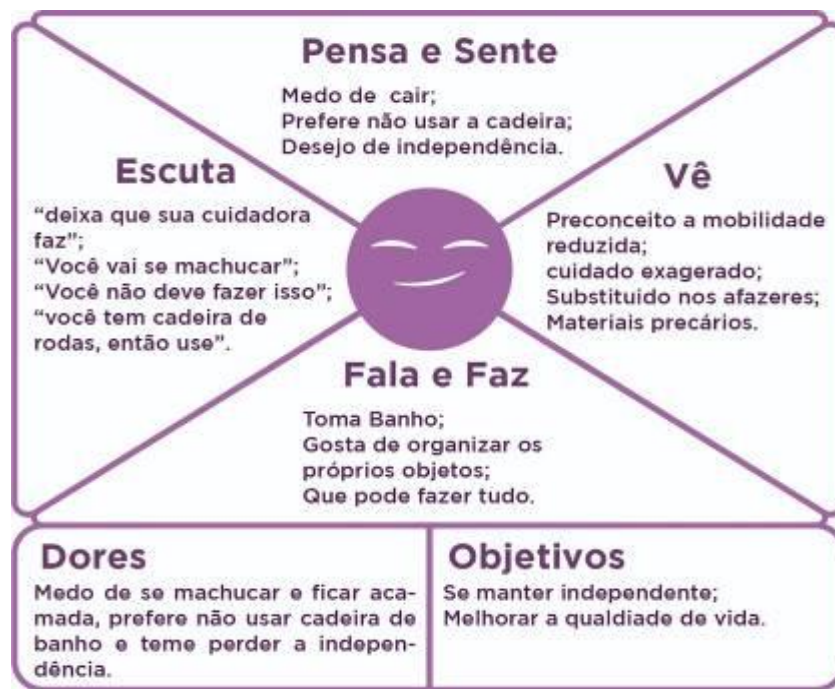 Pensa e Sente
Medo de cair;
Prefere não usar a cadeira;
Desejo de independência.
Escuta
“deixa que sua cuidadora
faz”;
“Você vai se machucar”;
“Você não deve fazer isso”;
“você tem cadeira de
rodas, então use”.
Vê
Preconceito a mobilidade
reduzida;
cuidado exagerado;
Substituido nos afazeres;
Materiais precários.
Fala e Faz
Toma Banho;
Gosta de organizar os
próprios objetos;
Que pode fazer tudo.
Dores
Medo de se machucar e ficar aca-
mada, prefere não usar cadeira de
banho e teme perder a indepen-
dência.
Objetivos
Se manter independente;
Melhorar a qualdiade de vida.